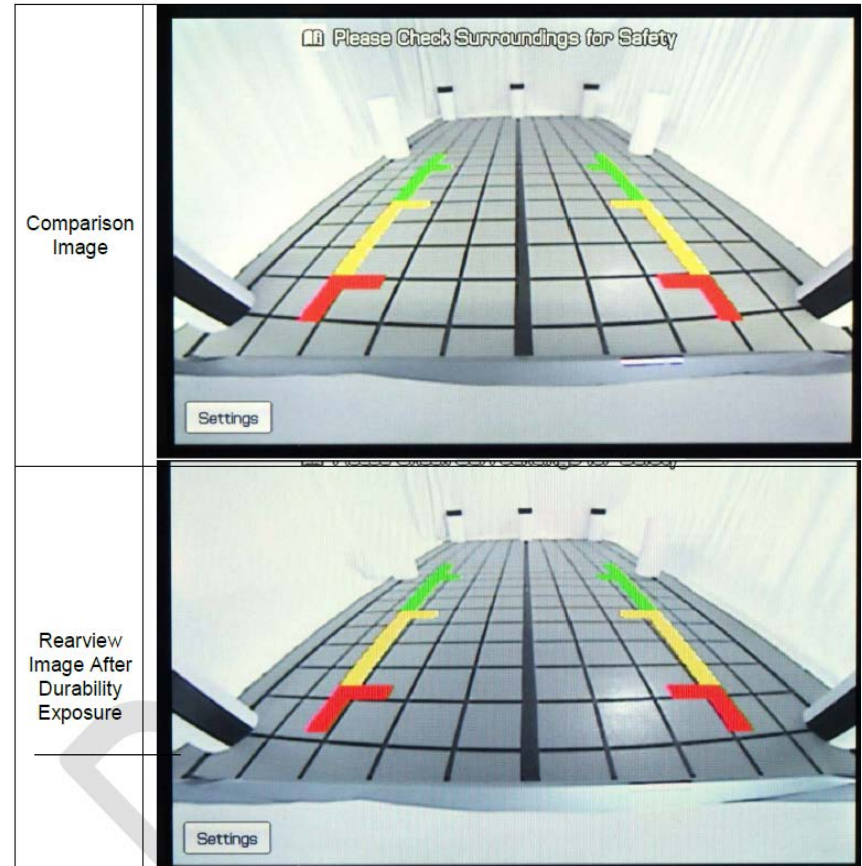 Comparison
Image
Please Check Surroundings for Safety
Settings
Rearview
Image After
Durability
Exposure
Settings